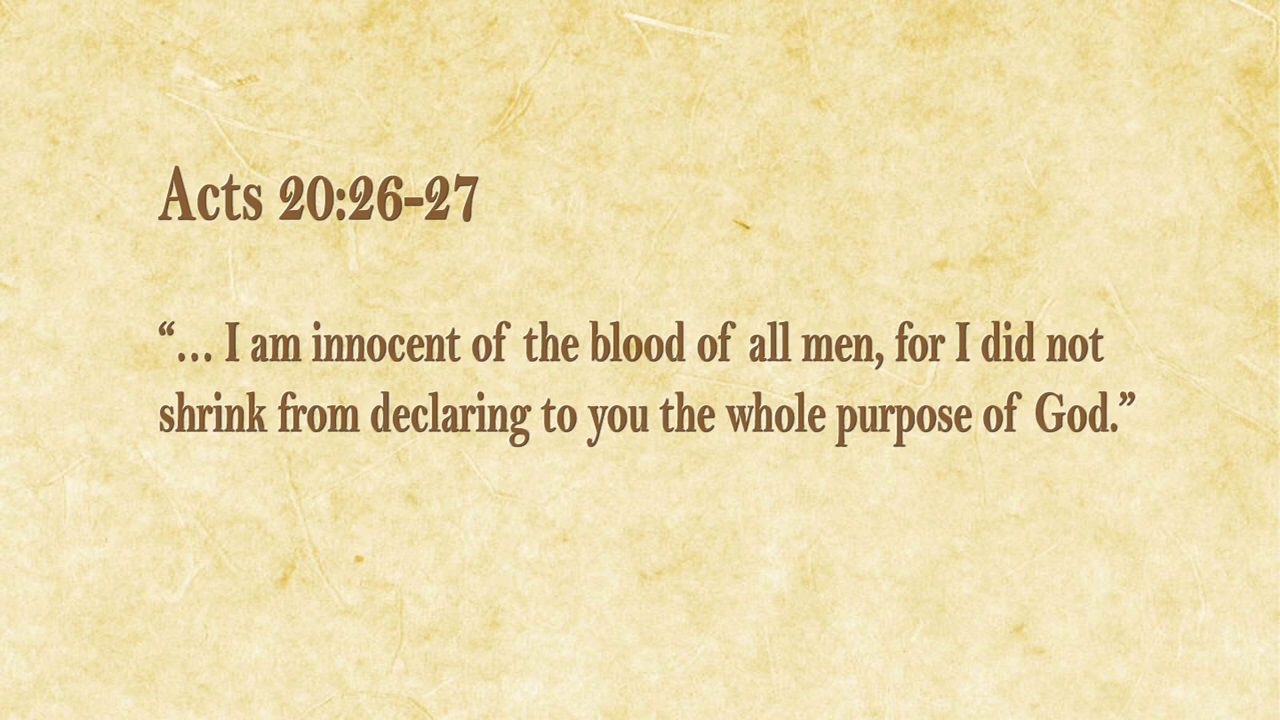 Acts 20:26-27
“… I am innocent of the blood of all men, for I did not
shrink from declaring to you the whole purpose of God.”